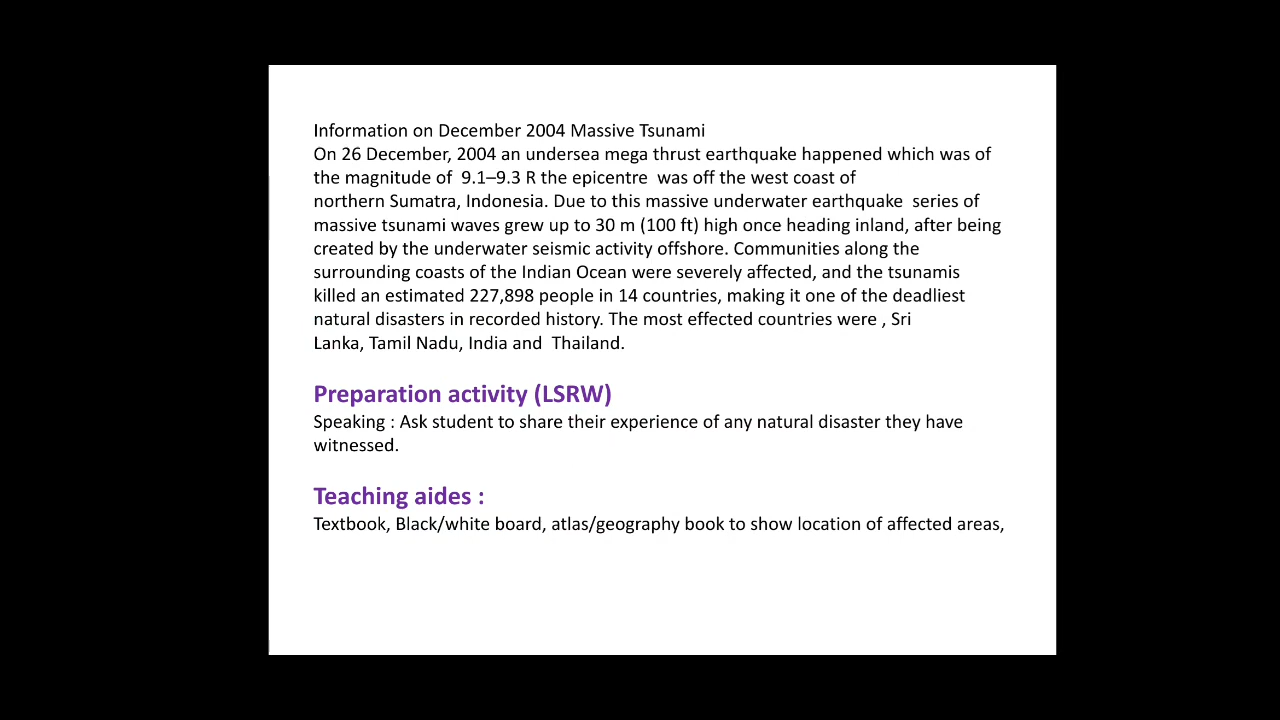 Information on December 2004 Massive Tsunami
On 26 December, 2004 an undersea mega thrust earthquake happened which was of
the magnitude of  9.1–9.3 R the epicentre  was off the west coast of
northern Sumatra, Indonesia. Due to this massive underwater earthquake  series of
massive tsunami waves grew up to 30 m (100 ft) high once heading inland, after being
created by the underwater seismic activity offshore. Communities along the
surrounding coasts of the Indian Ocean were severely affected, and the tsunamis
killed an estimated 227,898 people in 14 countries, making it one of the deadliest
natural disasters in recorded history. The most effected countries were , Sri
Lanka, Tamil Nadu, India and  Thailand.
Preparation activity (LSRW)
Speaking : Ask student to share their experience of any natural disaster they have
witnessed.
Teaching aides :
Textbook, Black/white board, atlas/geography book to show location of affected areas,